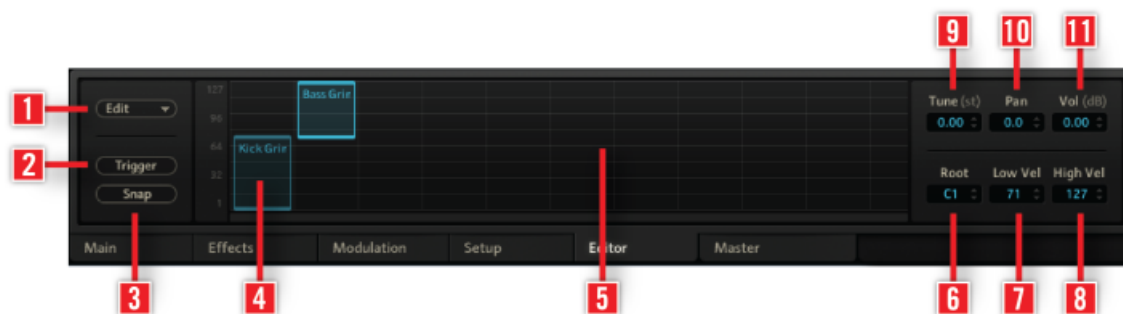 9 10 11
1 Edit
127
96
64
32
1
Bass Grir
Kick Grir
Tune (st) Pan Vol (dB)
0.00 0.0 0.00
2 Trigger
Snap
Root Low Vel High Vel
C1 71 127
Main Effects Modulation Setup Editor Master
3 4 5 6 7 8